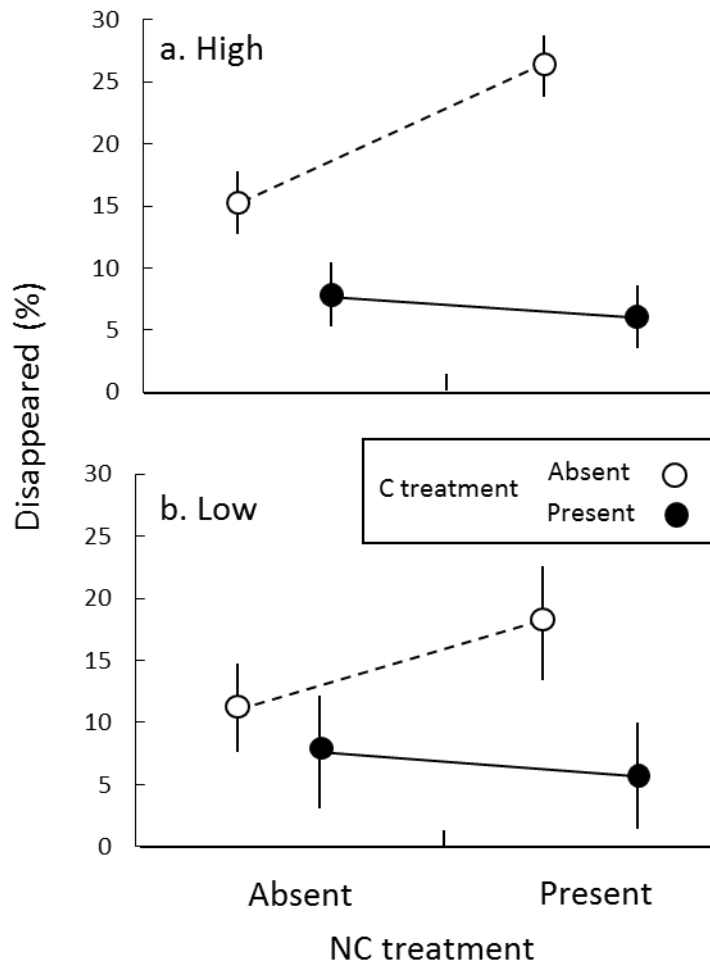 30
a. High
25
20
15
10
5
0
Disappeared (%)
30
b. Low
25
20
15
10
5
0
C treatment
Absent
Present
Absent
Present
NC treatment